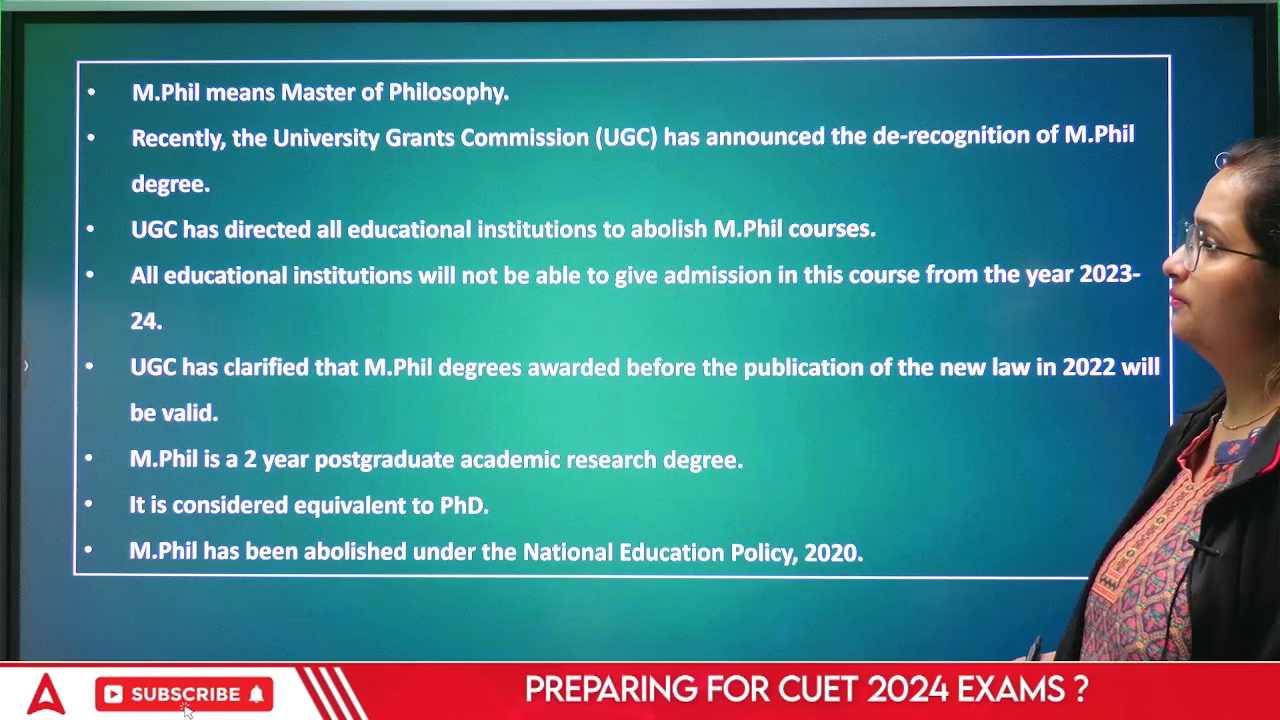 • M.Phil means Master of Philosophy.
• Recently, the University Grants Commission (UGC) has announced the de-recognition of M.Phil
degree.
• UGC has directed all educational institutions to abolish M.Phil courses.
• All educational institutions will not be able to give admission in this course from the year 2023-
24.
• UGC has clarified that M.Phil degrees awarded before the publication of the new law in 2022 will
be valid.
• M.Phil is a 2 year postgraduate academic research degree.
• It is considered equivalent to PhD.
• M.Phil has been abolished under the National Education Policy, 2020.
SUBSCRIBE
PREPARING FOR CUET 2024 EXAMS ?